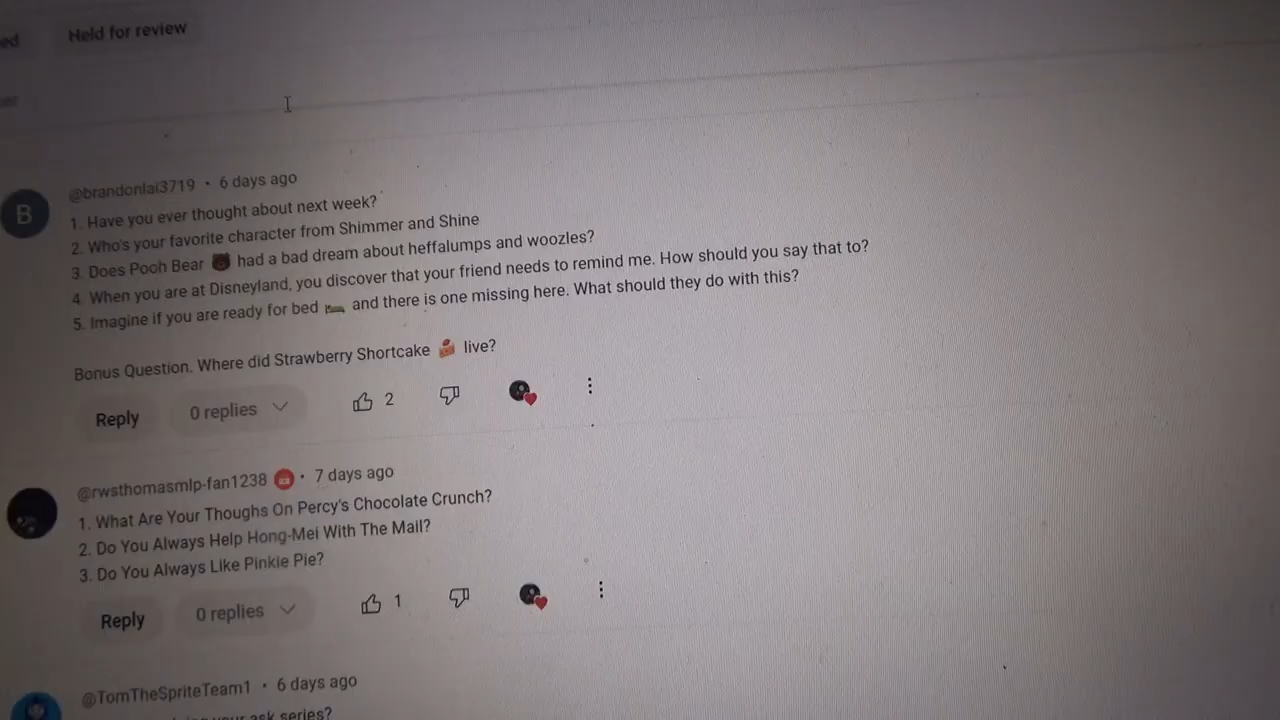 Held for review
@brandonlai3719 • 6 days ago
B
1. Have you ever thought about next week?
2. Who's your favorite character from Shimmer and Shine
3. Does Pooh Bear 🐻 had a bad dream about heffalumps and woozles?
4. When you are at Disneyland, you discover that your friend needs to remind me. How should you say that to?
5. Imagine if you are ready for bed 🛏️ and there is one missing here. What should they do with this?
Bonus Question. Where did Strawberry Shortcake 🍰 live?
Reply 0 replies 2
@rwsthomasmlp-fan1238 • 7 days ago
1. What Are Your Thoughs On Percy's Chocolate Crunch?
2. Do You Always Help Hong-Mei With The Mail?
3. Do You Always Like Pinkie Pie?
Reply 0 replies 1
@TomTheSpriteTeam1 • 6 days ago
your ask series?